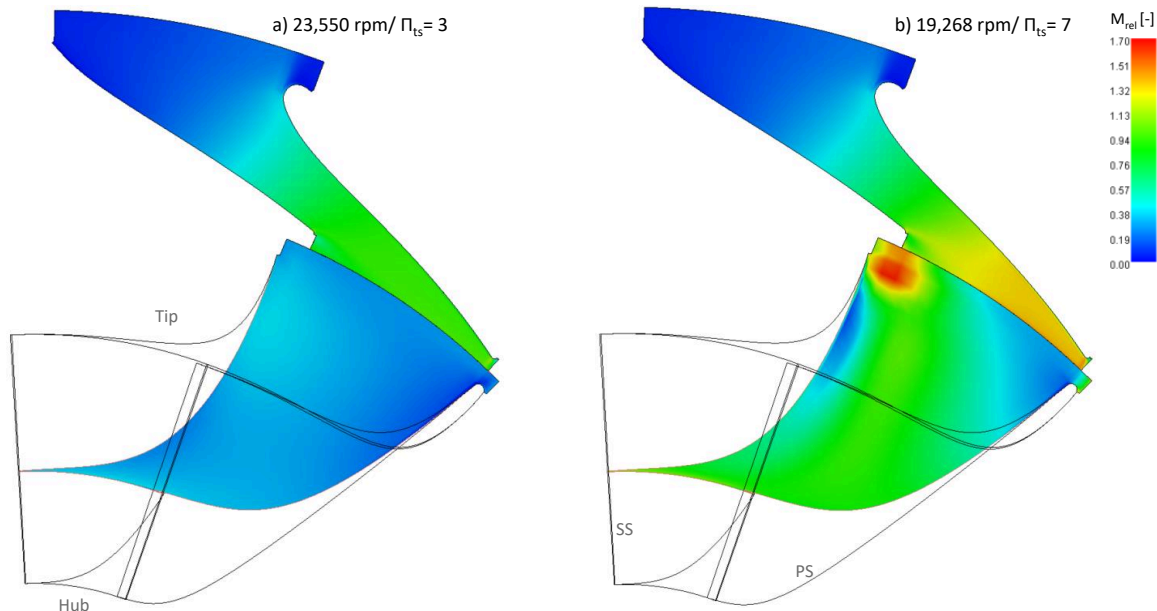 a) 23,550 rpm/ Π_ts= 3
b) 19,268 rpm/ Π_ts= 7
M_rel [-]
1.70
1.51
1.32
1.13
0.94
0.76
0.57
0.38
0.19
0.00
Tip
SS
PS
Hub